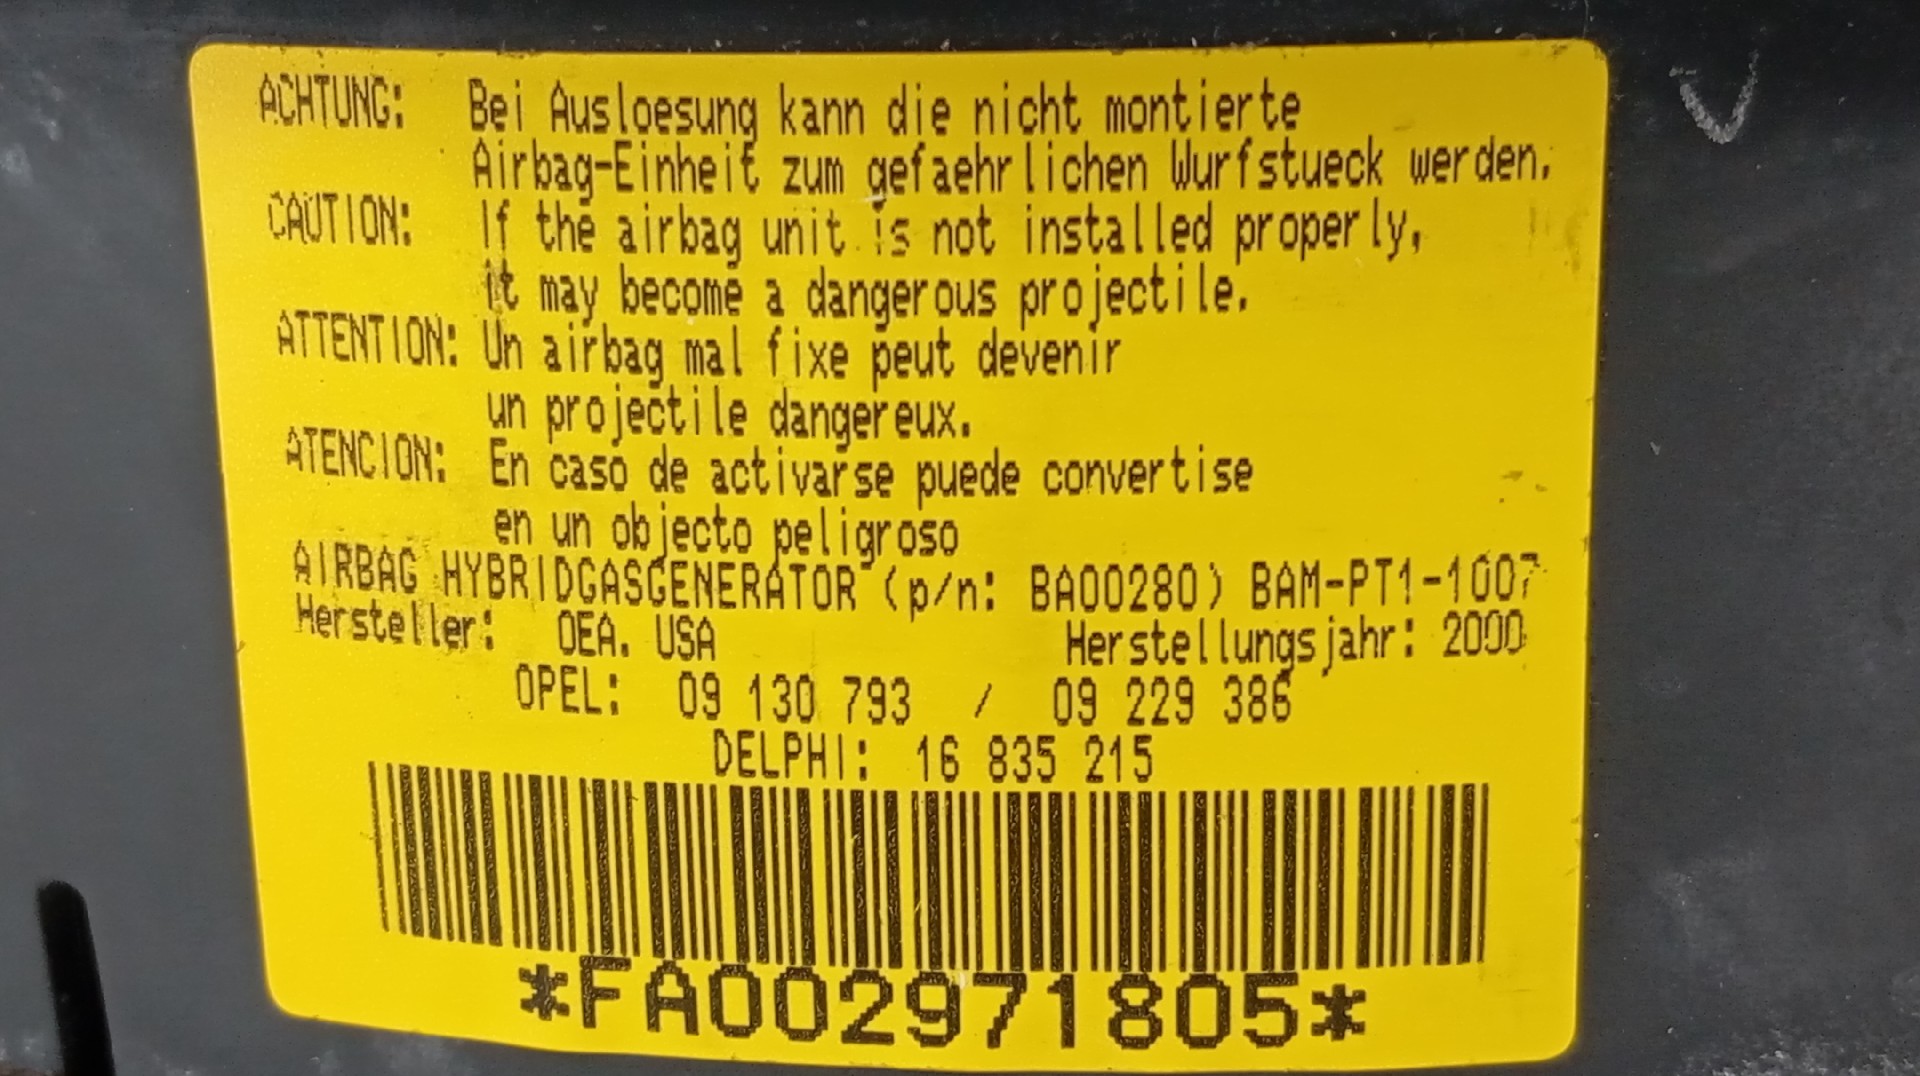 ACHTUNG: Bei Ausloesung kann die nicht montierte
Airbag-Einheit zum gefaehrlichen Wurfstueck werden.
CAUTION: If the airbag unit is not installed properly,
it may become a dangerous projectile.
ATTENTION: Un airbag mal fixe peut devenir
un projectile dangereux.
ATENCION: En caso de activarse puede convertise
en un objecto peligroso
AIRBAG HYBRIDGASGENERATOR (p/n: BA00280) BAM-PT1-1007
Hersteller: OEA. USA Herstellungsjahr: 2000
OPEL: 09 130 793 / 09 229 386
DELPHI: 16 835 215
*FA002971805*